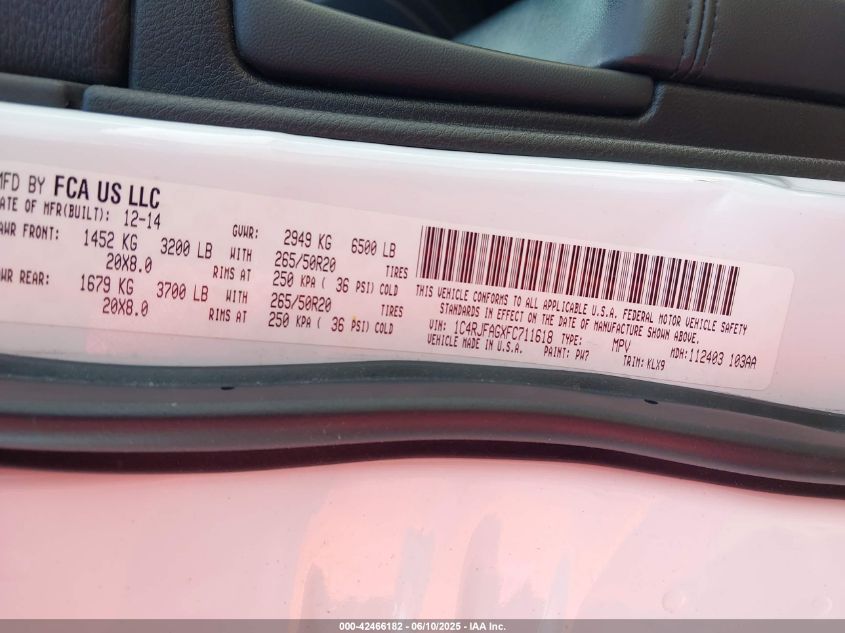 MFD BY FCA US LLC
DATE OF MFR(BUILT): 12-14
GVWR: 2949 KG 6500 LB
GAWR FRONT: 1452 KG 3200 LB WITH 265/50R20 TIRES
20X8.0 RIMS AT 250 KPA ( 36 PSI) COLD
GAWR REAR: 1679 KG 3700 LB WITH 265/50R20 TIRES
20X8.0 RIMS AT 250 KPA ( 36 PSI) COLD
THIS VEHICLE CONFORMS TO ALL APPLICABLE U.S.A. FEDERAL MOTOR VEHICLE SAFETY
STANDARDS IN EFFECT ON THE DATE OF MANUFACTURE SHOWN ABOVE.
VIN: 1C4RJFAGXFC711618 TYPE: MPV MDH:112403 103AA
VEHICLE MADE IN U.S.A. PAINT: PW7 TRIM: KLX9
000-42466182 - 06/10/2025 - IAA Inc.